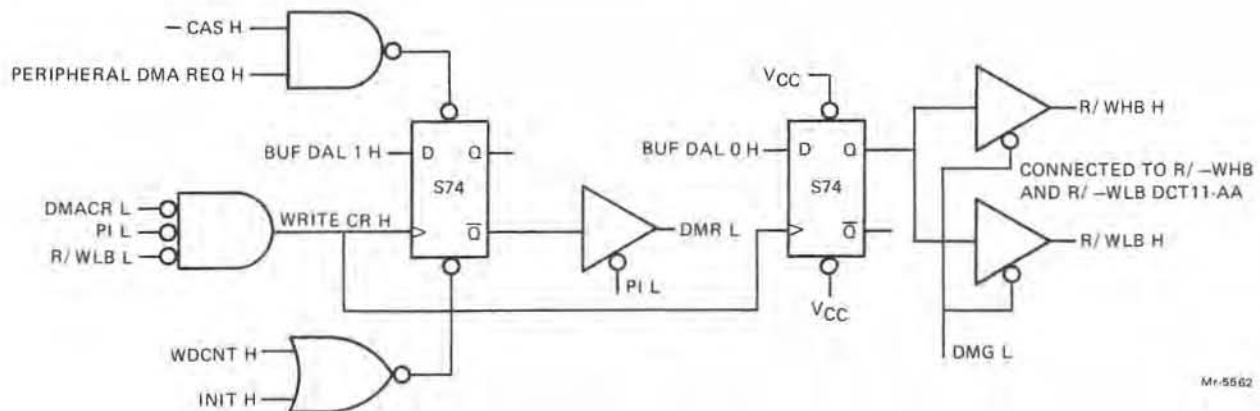 – CAS H
PERIPHERAL DMA REQ H
BUF DAL 1 H
D
Q
S74
Q̅
DMACR L
PI L
R/ WLB L
WRITE CR H
WDCNT H
INIT H
DMR L
PI L
VCC
BUF DAL 0 H
D
Q
S74
Q̅
VCC
R/ WHB H
CONNECTED TO R/ –WHB
AND R/ –WLB DCT11-AA
R/ WLB H
DMG L
Mr-5562